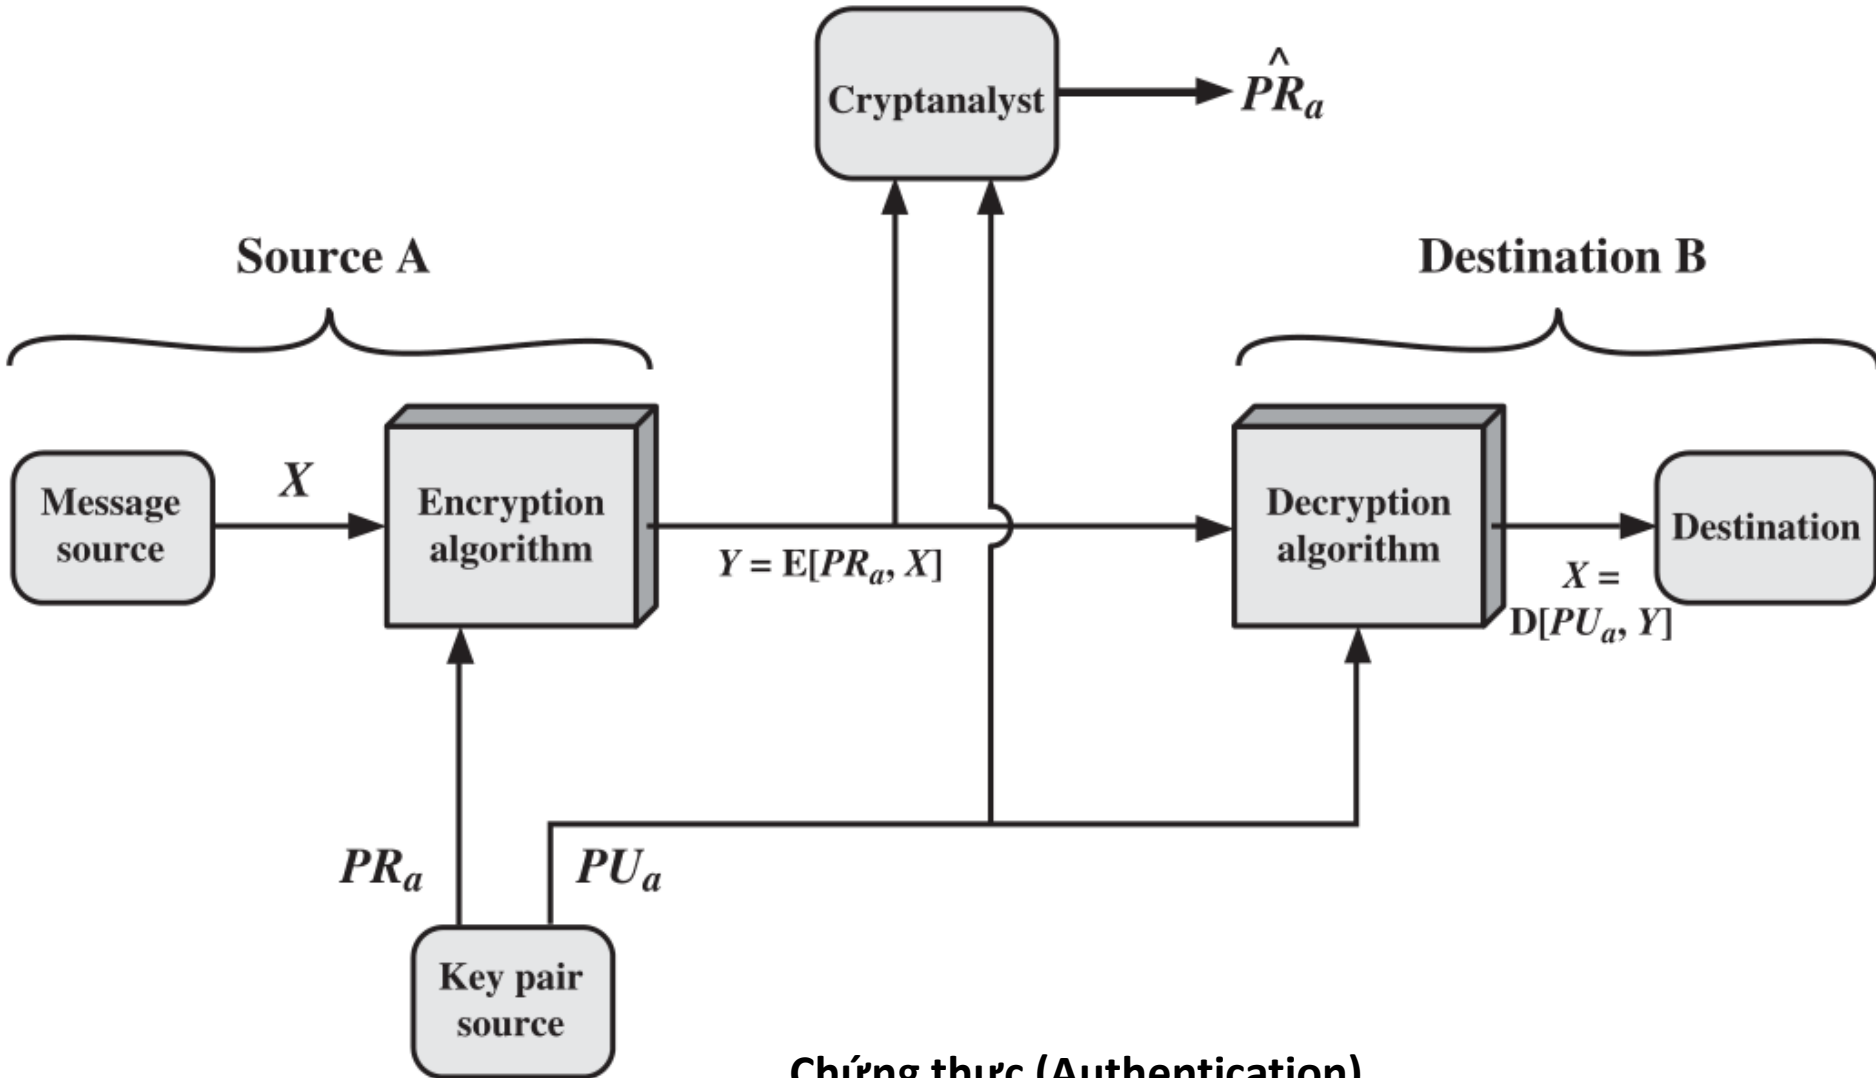 Cryptanalyst
^
PRₐ
Source A
Destination B
Message
source
X
Encryption
algorithm
Y = E[PRₐ, X]
Decryption
algorithm
X =
D[PUₐ, Y]
Destination
PRₐ
PUₐ
Key pair
source
Chứng thực (Authentication)